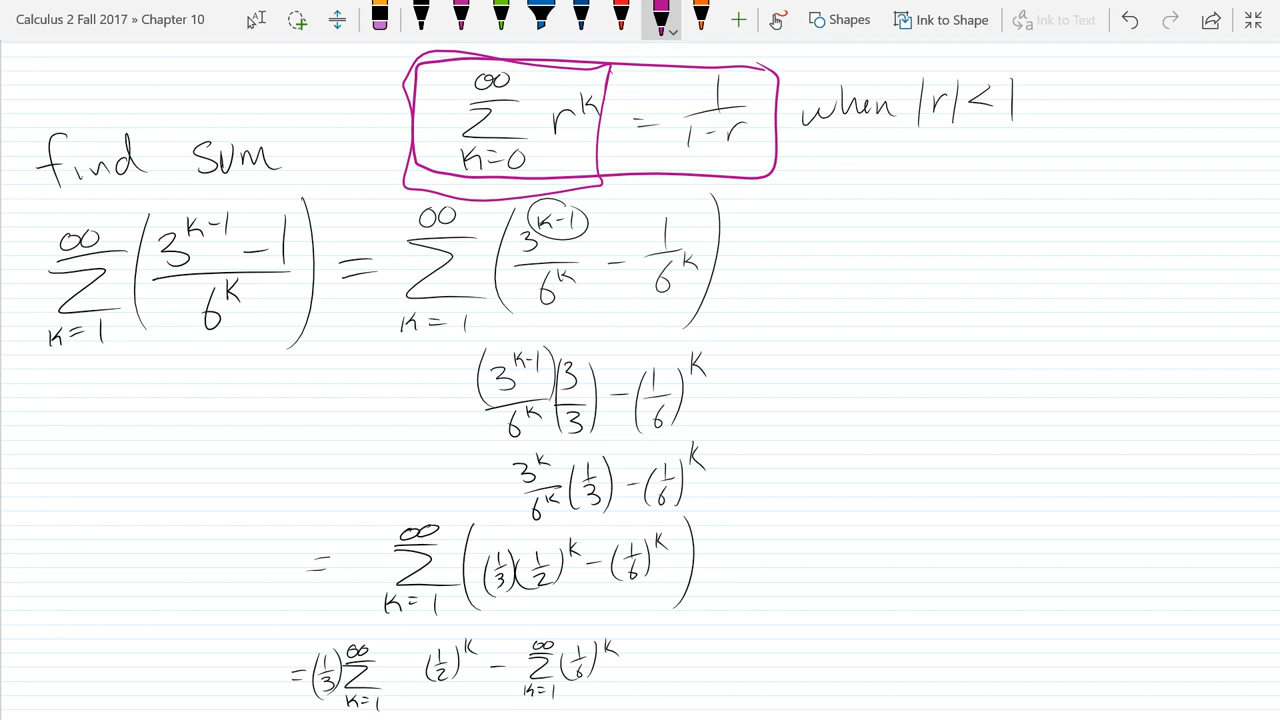 Calculus 2 Fall 2017 » Chapter 10 Shapes Ink to Shape Ink to Text
∞
Σ r^k = 1/(1-r) when |r| < 1
k=0
find sum
∞ ∞
Σ ((3^(k-1) - 1)/6^k) = Σ (3^(k-1)/6^k - 1/6^k)
k=1 k=1
(3^(k-1)/6^k)(3/3) - (1/6)^k
3^k/6^k (1/3) - (1/6)^k
∞
= Σ ((1/3)(1/2)^k - (1/6)^k)
k=1
∞ ∞
= (1/3) Σ (1/2)^k - Σ (1/6)^k
k=1 k=1